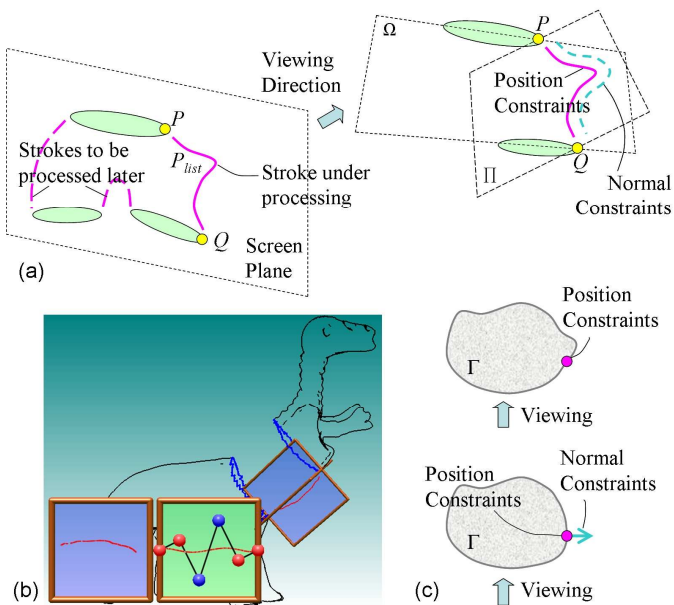 (a)
P
Strokes to be
processed later
P_list
Stroke under
processing
Q
Screen
Plane
Viewing
Direction
Ω
P
Position
Constraints
Q
Π
Normal
Constraints
(b)
Position
Constraints
Γ
Viewing
Position
Constraints
Normal
Constraints
Γ
(c)
Viewing